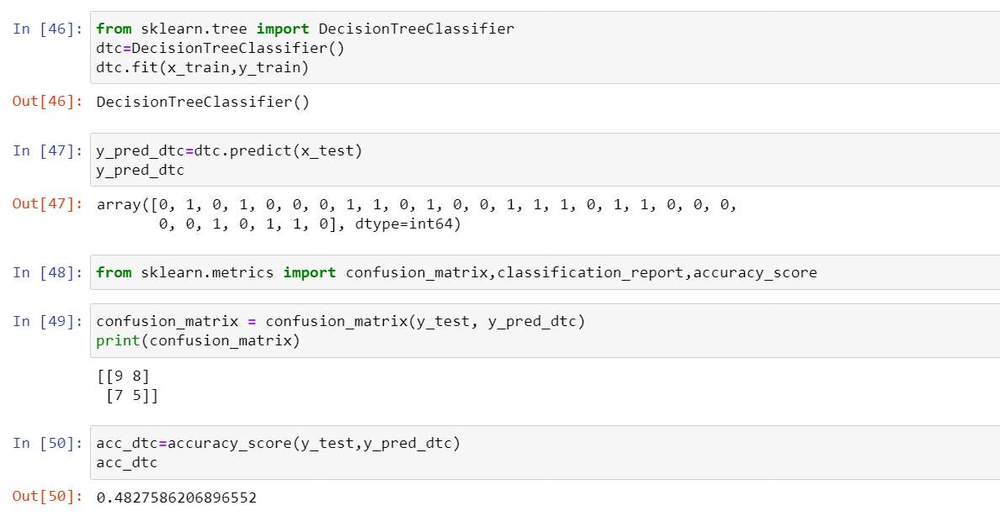 In [46]: from sklearn.tree import DecisionTreeClassifier
dtc=DecisionTreeClassifier()
dtc.fit(x_train,y_train)
Out[46]: DecisionTreeClassifier()
In [47]: y_pred_dtc=dtc.predict(x_test)
y_pred_dtc
Out[47]: array([0, 1, 0, 1, 0, 0, 0, 1, 1, 0, 1, 0, 0, 1, 1, 1, 0, 1, 1, 0, 0, 0,
0, 0, 1, 0, 1, 1, 0], dtype=int64)
In [48]: from sklearn.metrics import confusion_matrix,classification_report,accuracy_score
In [49]: confusion_matrix = confusion_matrix(y_test, y_pred_dtc)
print(confusion_matrix)
[[9 8]
[7 5]]
In [50]: acc_dtc=accuracy_score(y_test,y_pred_dtc)
acc_dtc
Out[50]: 0.4827586206896552